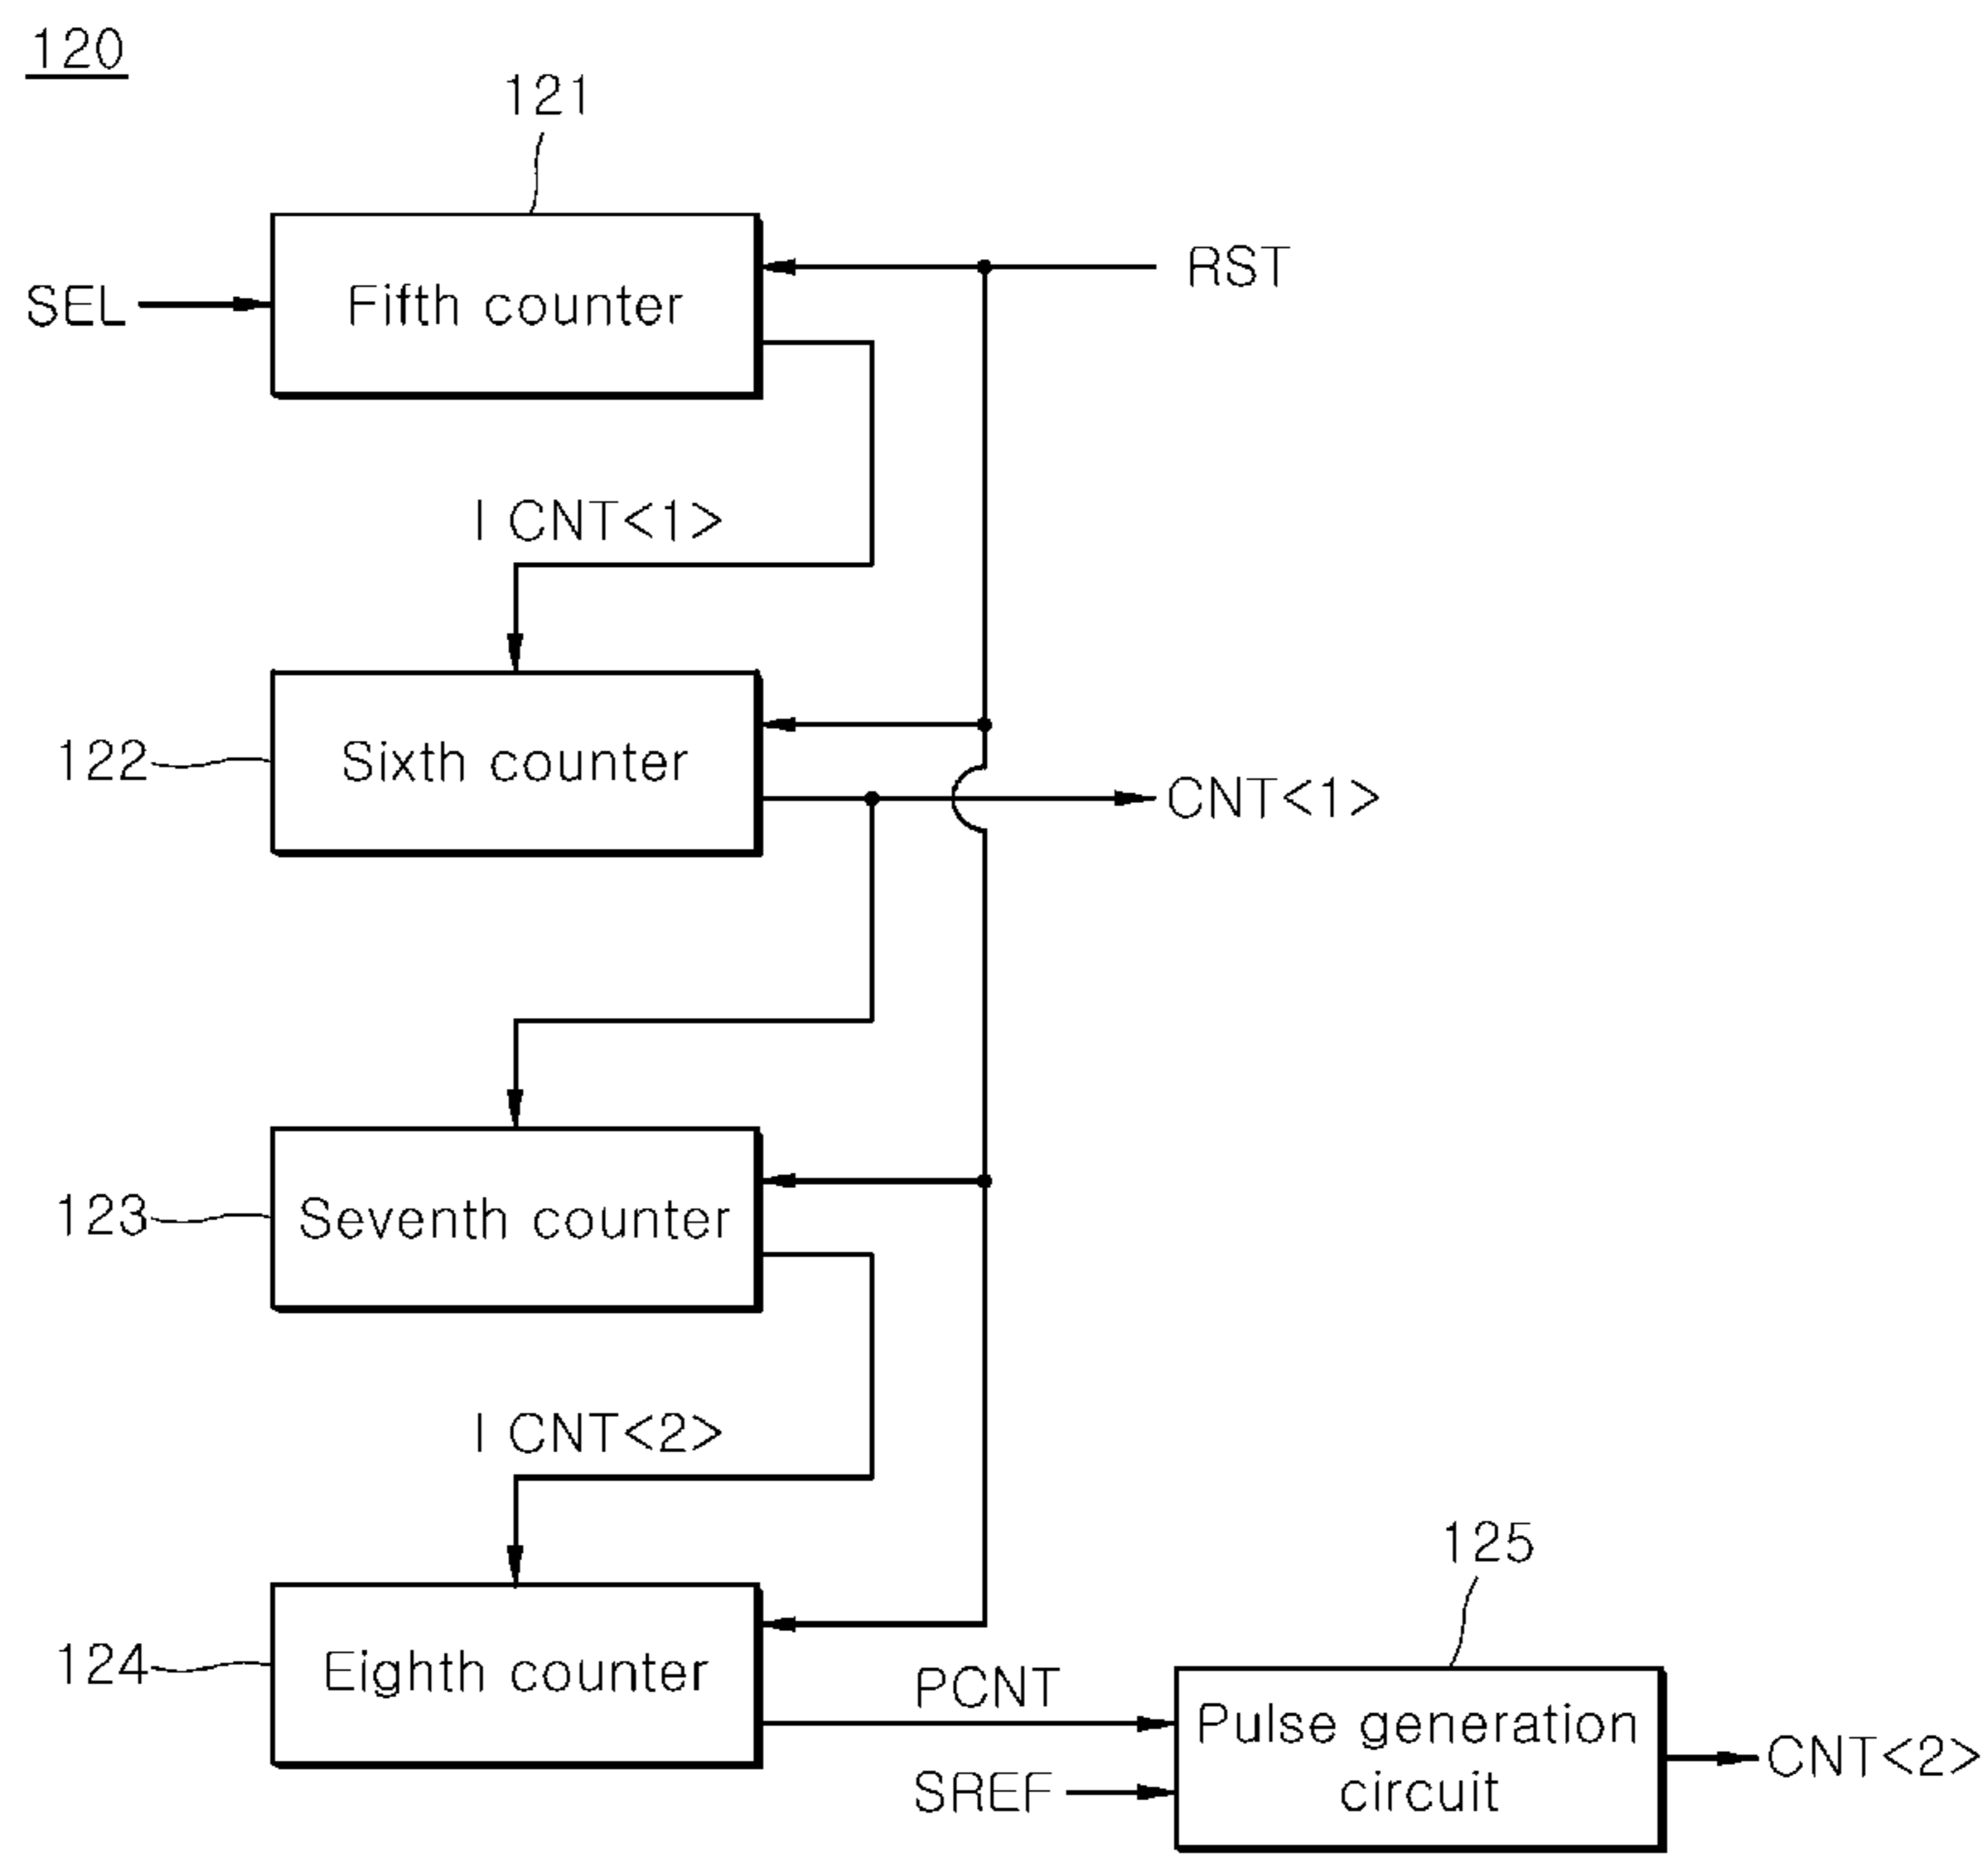 120
121
RST
SEL
Fifth counter
I CNT<1>
122
Sixth counter
CNT<1>
123
Seventh counter
I CNT<2>
125
124
Eighth counter
PCNT
Pulse generation
circuit
SREF
CNT<2>